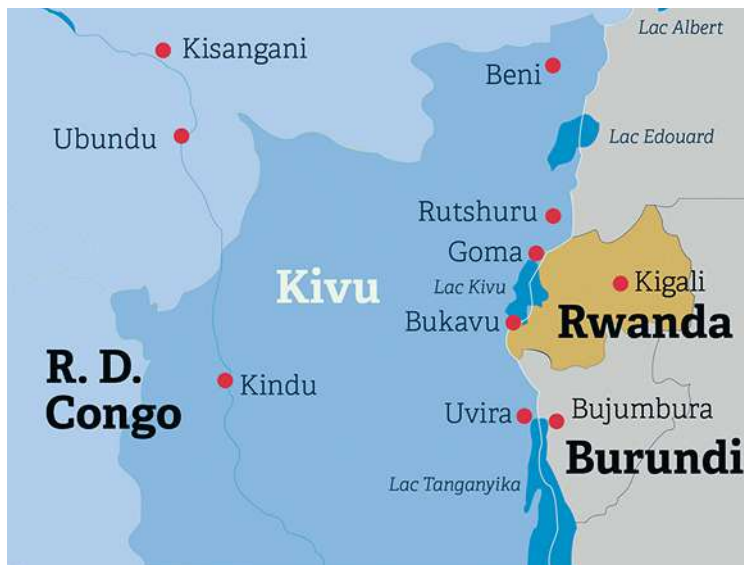 Lac Albert
Kisangani
Beni
Ubundu
Lac Edouard
Rutshuru
Goma
Kivu
Lac Kivu
Kigali
Bukavu
Rwanda
R. D.
Congo
Kindu
Uvira
Bujumbura
Burundi
Lac Tanganyika